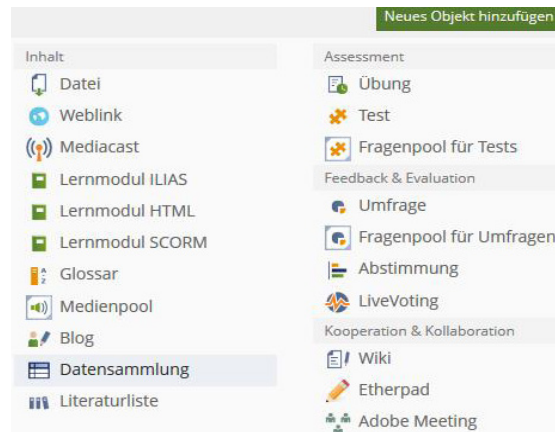 Neues Objekt hinzufügen
Inhalt
Datei
Weblink
Mediacast
Lernmodul ILIAS
Lernmodul HTML
Lernmodul SCORM
Glossar
Medienpool
Blog
Datensammlung
Literaturliste
Assessment
Übung
Test
Fragenpool für Tests
Feedback & Evaluation
Umfrage
Fragenpool für Umfragen
Abstimmung
LiveVoting
Kooperation & Kollaboration
Wiki
Etherpad
Adobe Meeting